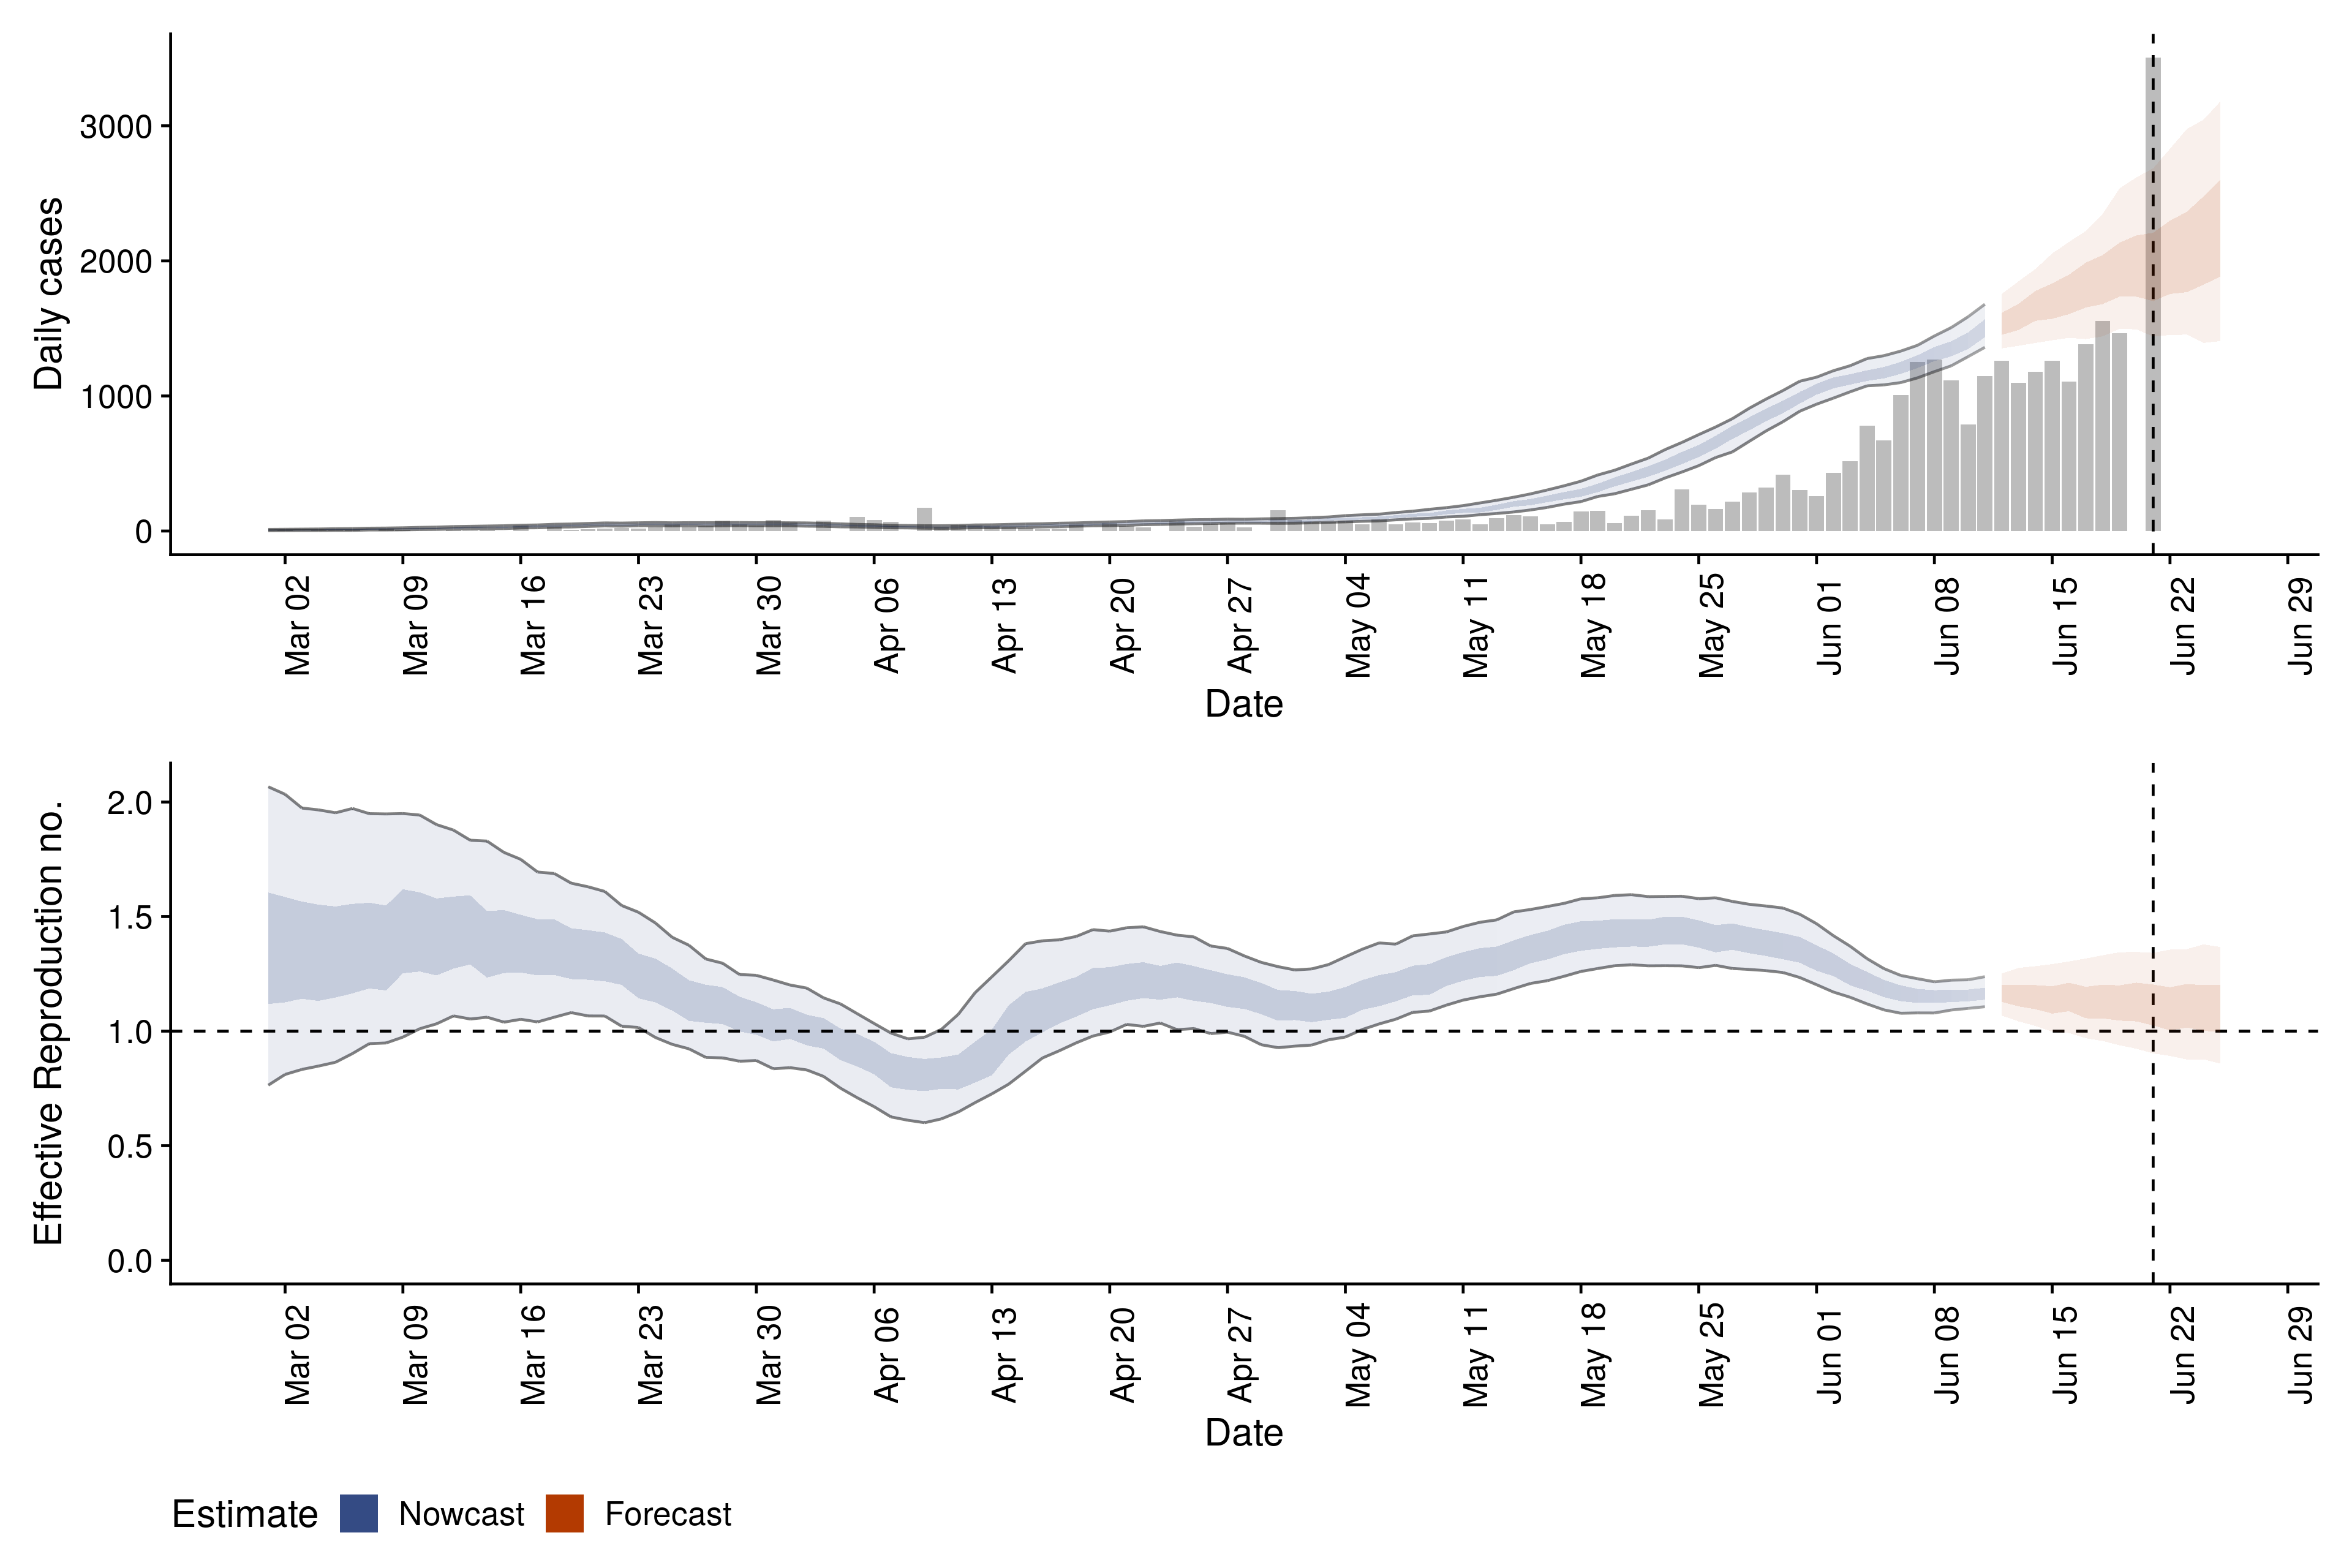 Daily cases
3000
2000
1000
0
Mar 02
Mar 09
Mar 16
Mar 23
Mar 30
Apr 06
Apr 13
Apr 20
Apr 27
May 04
May 11
May 18
May 25
Jun 01
Jun 08
Jun 15
Jun 22
Jun 29
Date
Effective Reproduction no.
2.0
1.5
1.0
0.5
0.0
Mar 02
Mar 09
Mar 16
Mar 23
Mar 30
Apr 06
Apr 13
Apr 20
Apr 27
May 04
May 11
May 18
May 25
Jun 01
Jun 08
Jun 15
Jun 22
Jun 29
Date
Estimate Nowcast Forecast